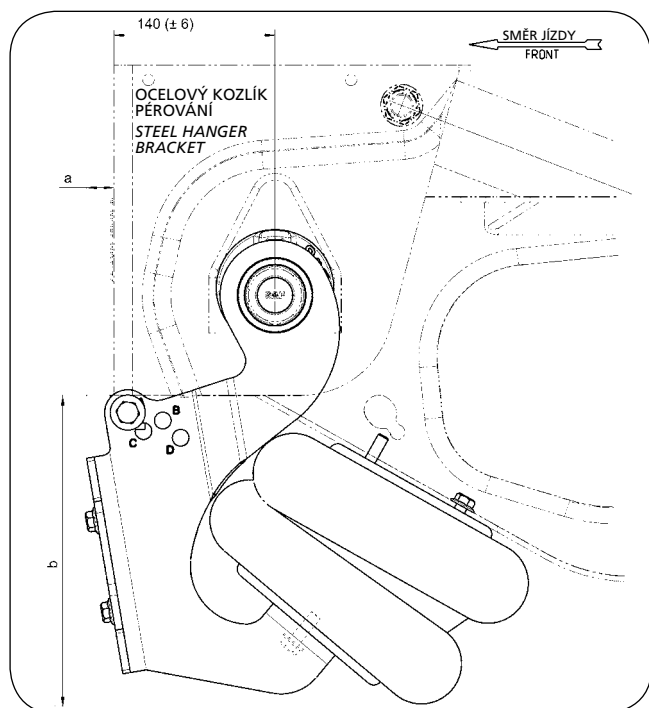 140 (± 6)
SMĚR JÍZDY
FRONT
OCELOVÝ KOZLÍK
PÉROVÁNÍ
STEEL HANGER
BRACKET
a
B
C
D
b